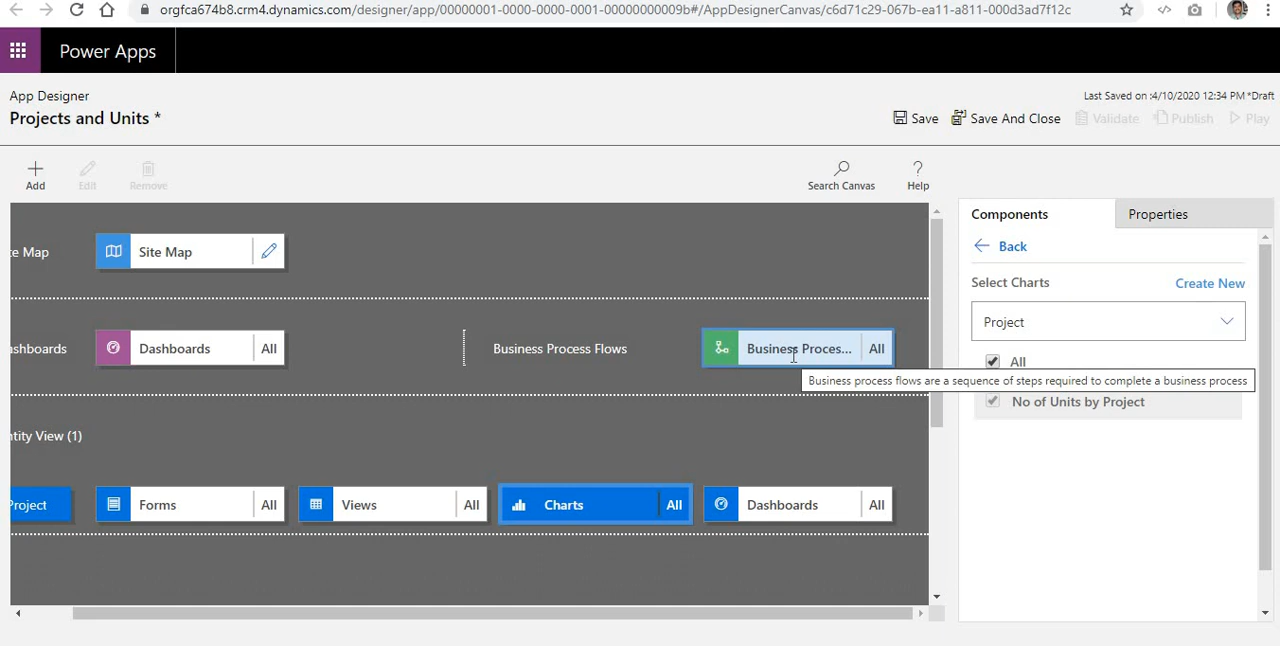 orgfca674b8.crm4.dynamics.com/designer/app/00000001-0000-0000-0001-00000000009b#/AppDesignerCanvas/c6d71c29-067b-ea11-a811-000d3ad7f12c
Power Apps
App Designer
Last Saved on :4/10/2020 12:34 PM *Draft
Projects and Units *
Save
Save And Close
Validate
Publish
Play
Add
Edit
Remove
Search Canvas
Help
te Map
Site Map
ashboards
Dashboards
All
Business Process Flows
Business Proces...
All
Business process flows are a sequence of steps required to complete a business process
ntity View (1)
Project
Forms
All
Views
All
Charts
All
Dashboards
All
Components
Properties
Back
Select Charts
Create New
Project
All
No of Units by Project